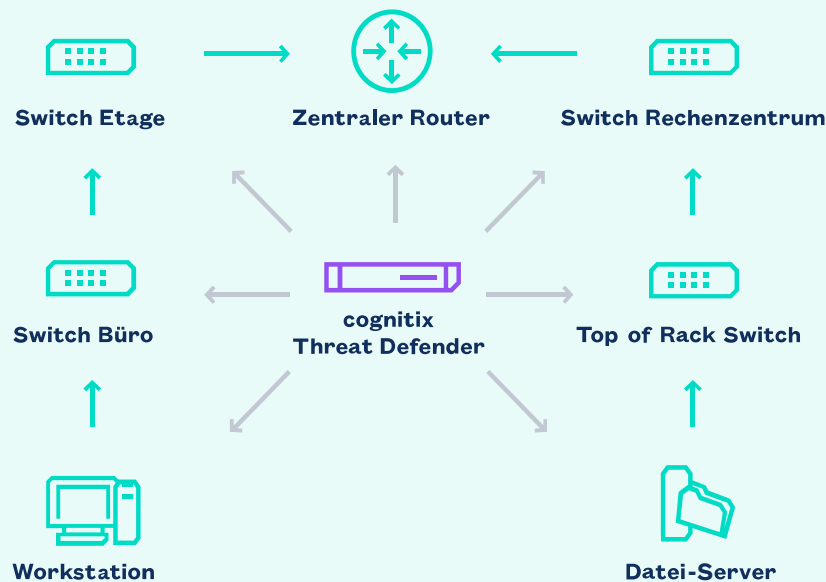 Switch Etage
Zentraler Router
Switch Rechenzentrum
Switch Büro
cognitix
Threat Defender
Top of Rack Switch
Workstation
Datei-Server